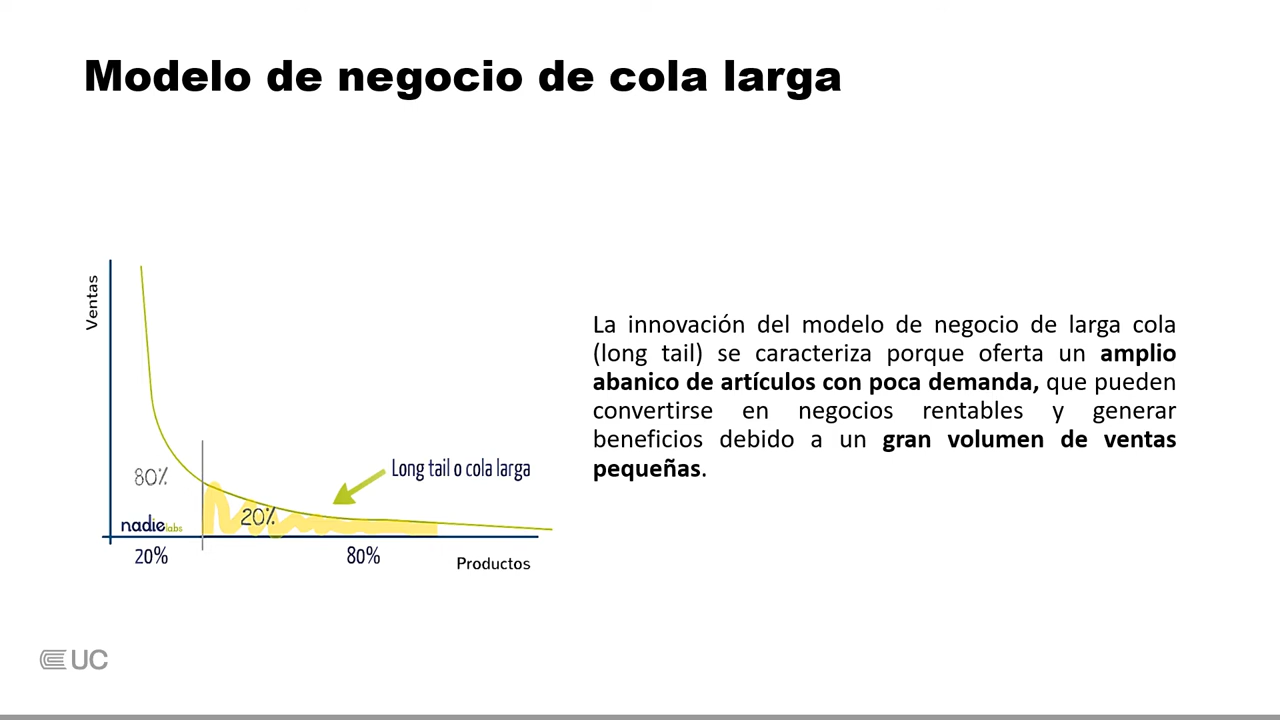 Modelo de negocio de cola larga
Ventas
La innovación del modelo de negocio de larga cola
(long tail) se caracteriza porque oferta un amplio
abanico de artículos con poca demanda, que pueden
convertirse en negocios rentables y generar
beneficios debido a un gran volumen de ventas
pequeñas.
Long tail o cola larga
80%
20%
nadielabs
20%
80%
Productos
UC